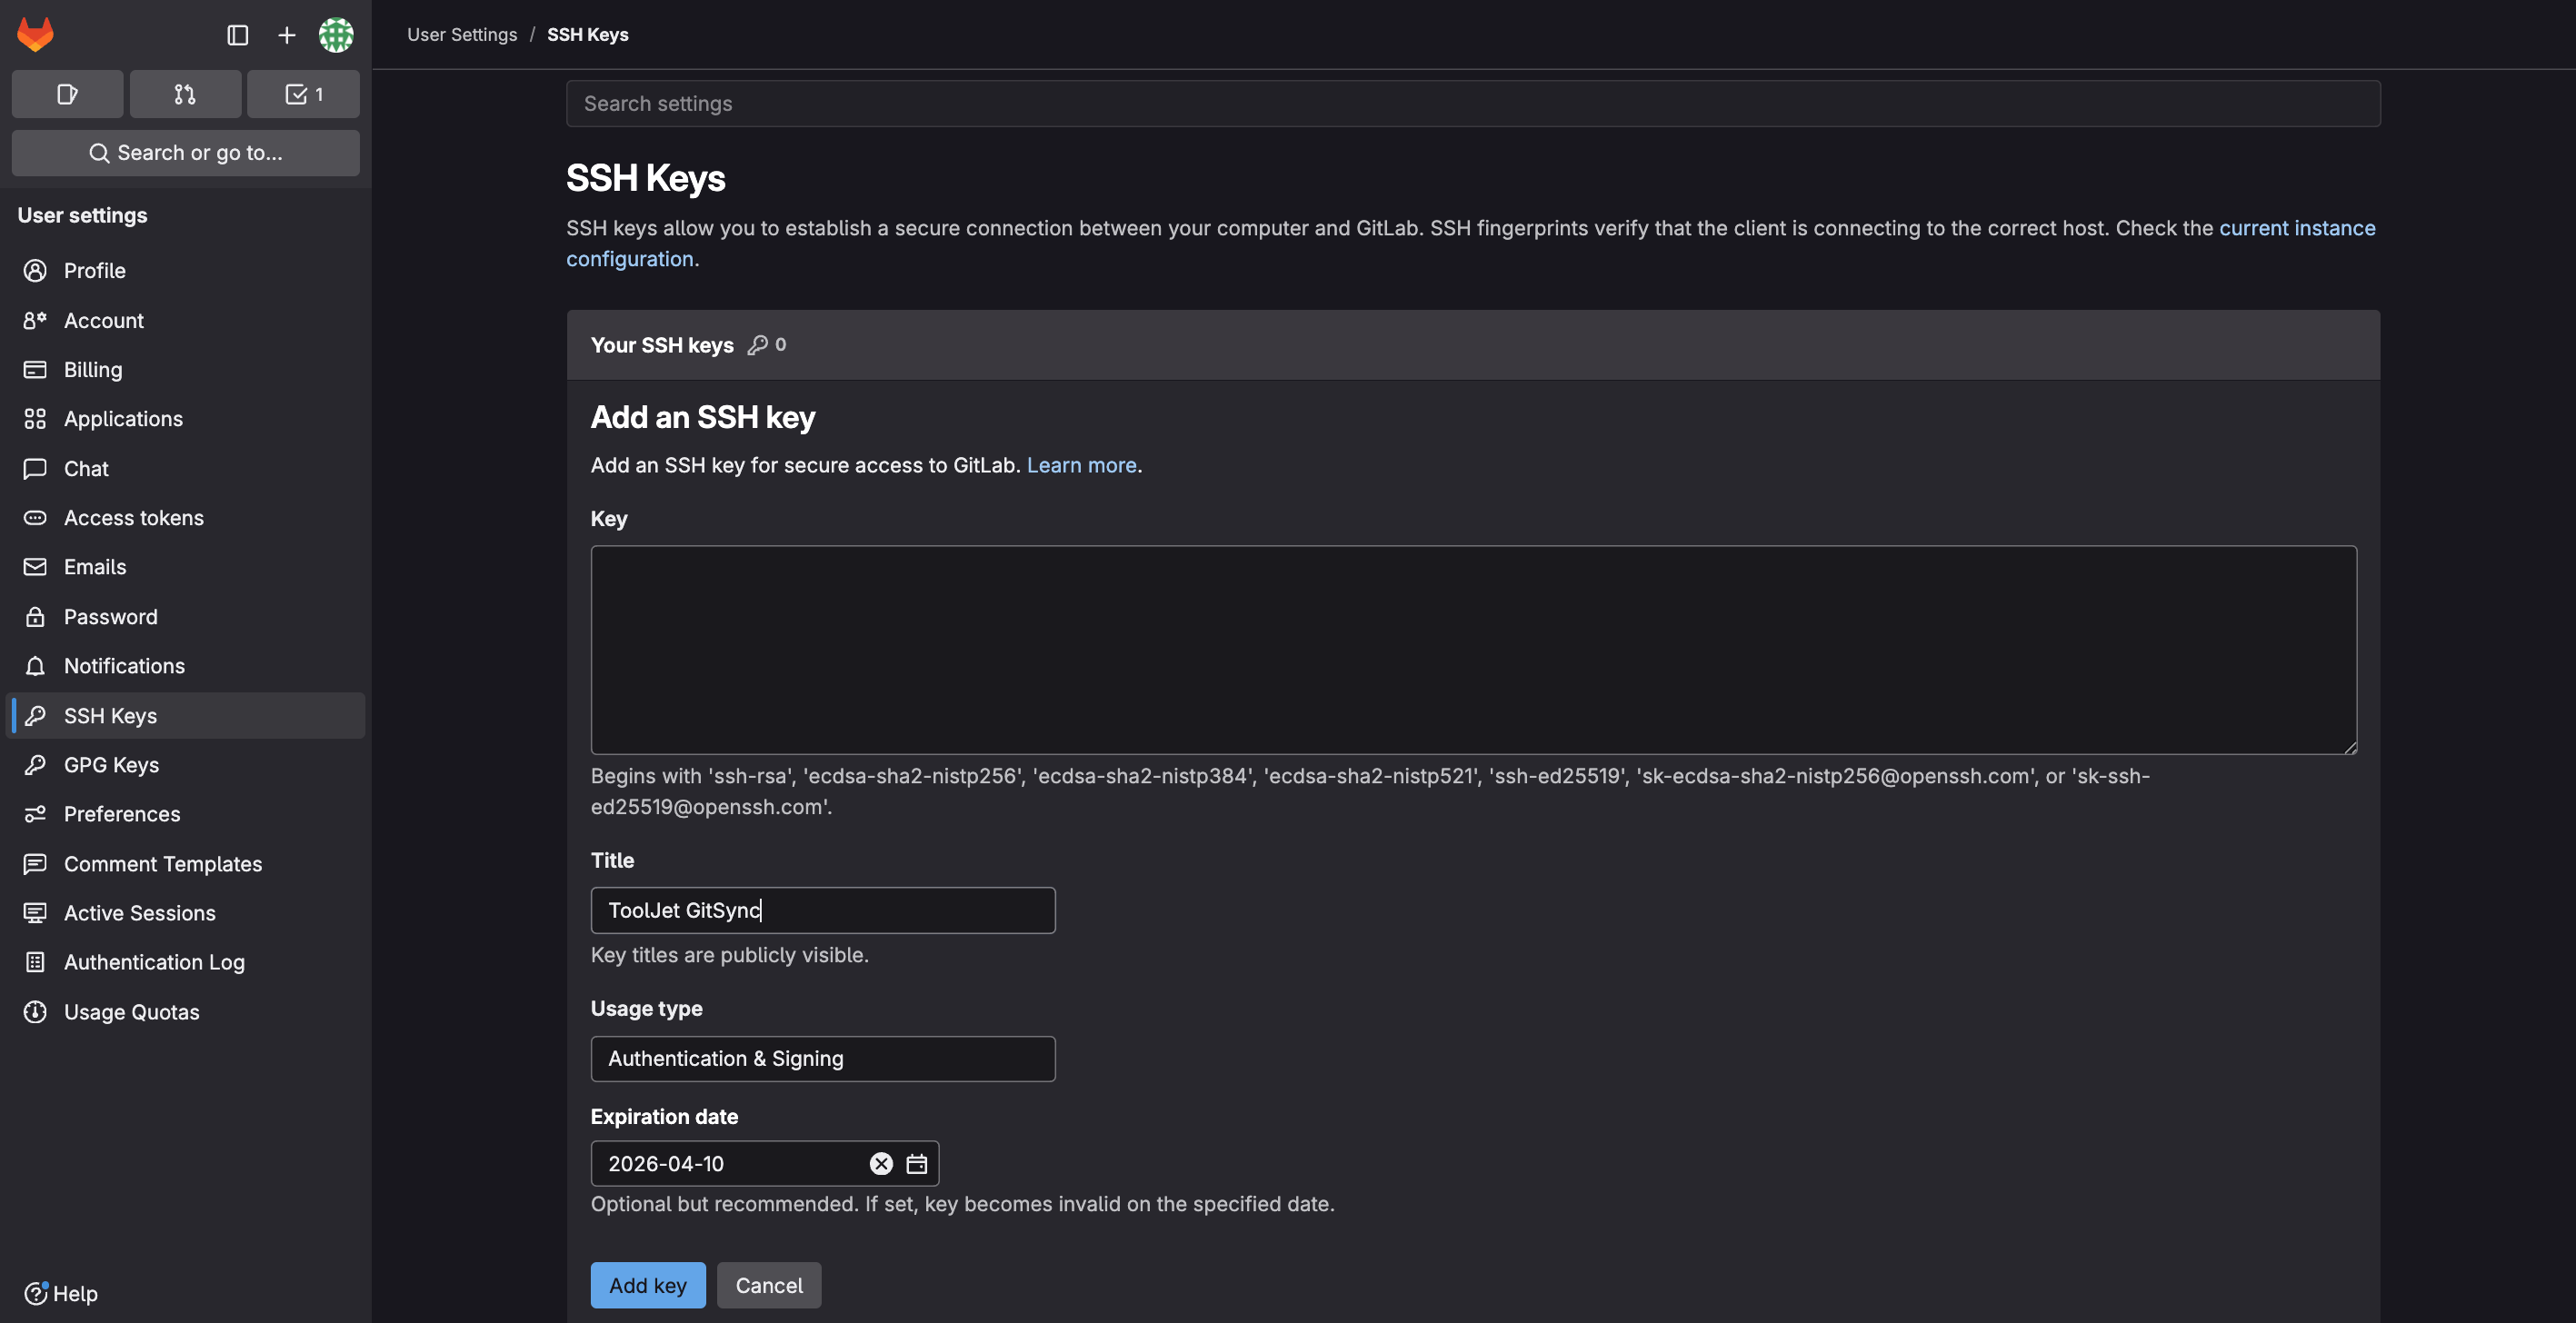 User Settings / SSH Keys
1
Search or go to...
User settings
Profile
Account
Billing
Applications
Chat
Access tokens
Emails
Password
Notifications
SSH Keys
GPG Keys
Preferences
Comment Templates
Active Sessions
Authentication Log
Usage Quotas
Help
Search settings
SSH Keys
SSH keys allow you to establish a secure connection between your computer and GitLab. SSH fingerprints verify that the client is connecting to the correct host. Check the current instance
configuration.
Your SSH keys 0
Add an SSH key
Add an SSH key for secure access to GitLab. Learn more.
Key
Begins with 'ssh-rsa', 'ecdsa-sha2-nistp256', 'ecdsa-sha2-nistp384', 'ecdsa-sha2-nistp521', 'ssh-ed25519', 'sk-ecdsa-sha2-nistp256@openssh.com', or 'sk-ssh-
ed25519@openssh.com'.
Title
ToolJet GitSync
Key titles are publicly visible.
Usage type
Authentication & Signing
Expiration date
2026-04-10
Optional but recommended. If set, key becomes invalid on the specified date.
Add key Cancel